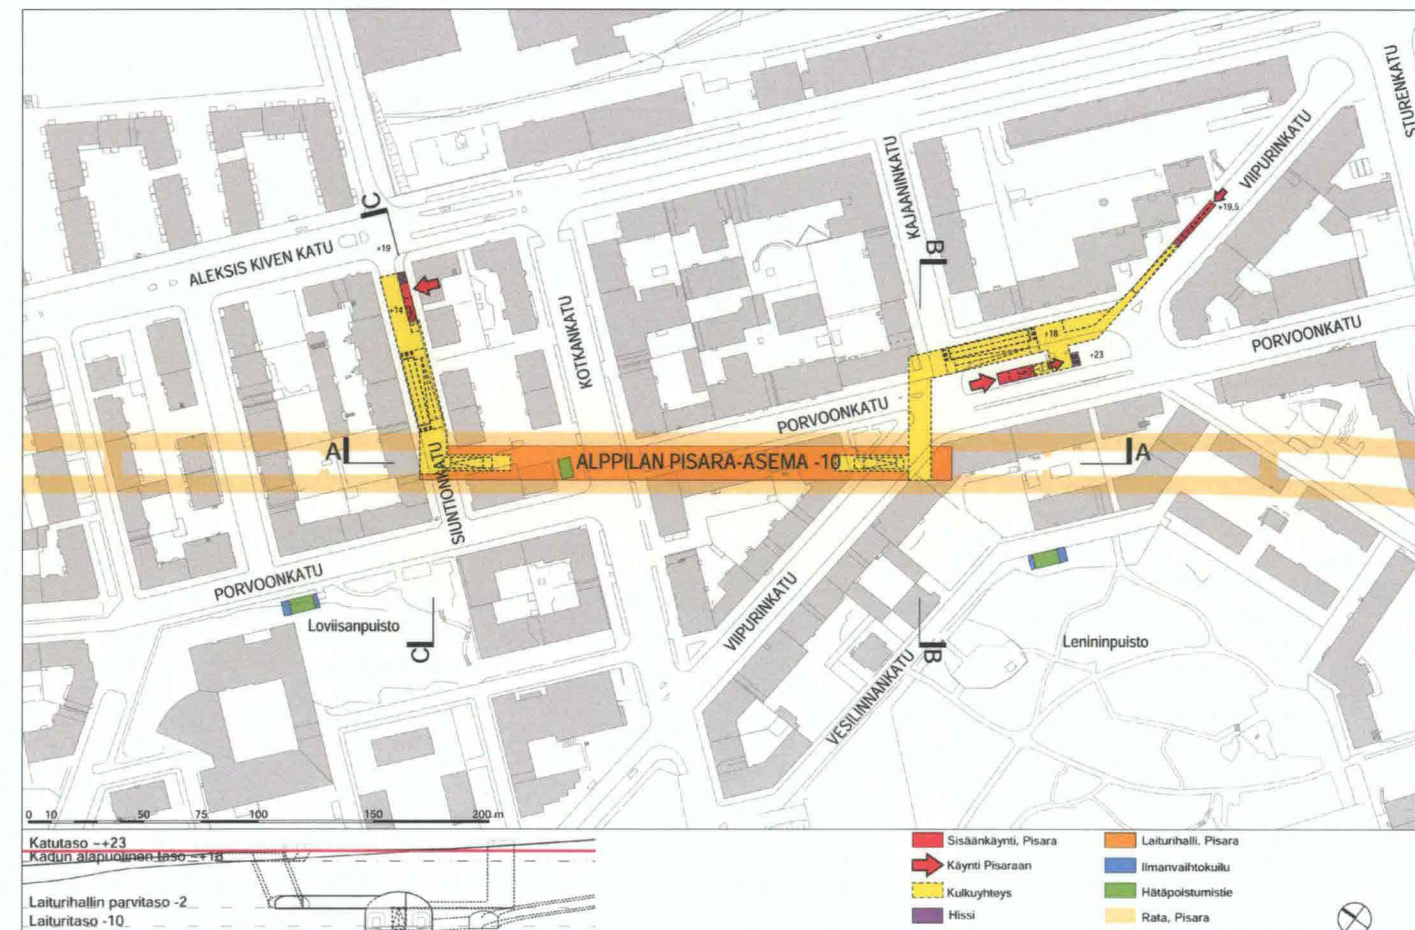 STURENKATU
VIIPURINKATU
KAJAANINKATU
C
B
+19,5
+19
ALEKSIS KIVEN KATU
+14
KOTKANKATU
+18
+23
PORVOONKATU
PORVOONKATU
A
ALPPILAN PISARA-ASEMA -10
A
SIUNTIONKATU
PORVOONKATU
Loviisanpuisto
C
VIIPURINKATU
B
Lenininpuisto
VESILINNANKATU
0 10 50 75 100 150 200 m
Katutaso ~+23
Kadun alapuolinen taso ~+18
Laiturihallin parvitaso -2
Laituritaso -10
Sisäänkäynti, Pisara
Käynti Pisaraan
Kulkuyhteys
Hissi
Laiturihalli, Pisara
Ilmanvaihtokuilu
Hätäpoistumistie
Rata, Pisara